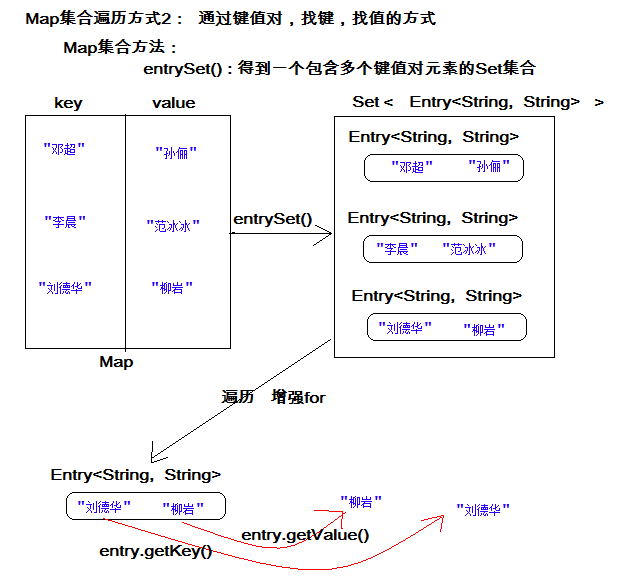 Map集合遍历方式2： 通过键值对，找键，找值的方式
Map集合方法：
entrySet()：得到一个包含多个键值对元素的Set集合
key value
Set < Entry<String, String> >
Entry<String, String>
"邓超" "孙俪"
"邓超" "孙俪"
Entry<String, String>
"李晨" "范冰冰"
entrySet()
"李晨" "范冰冰"
Entry<String, String>
"刘德华" "柳岩"
"刘德华" "柳岩"
Map
遍历 增强for
Entry<String, String>
"刘德华" "柳岩"
"柳岩"
"刘德华"
entry.getValue()
entry.getKey()